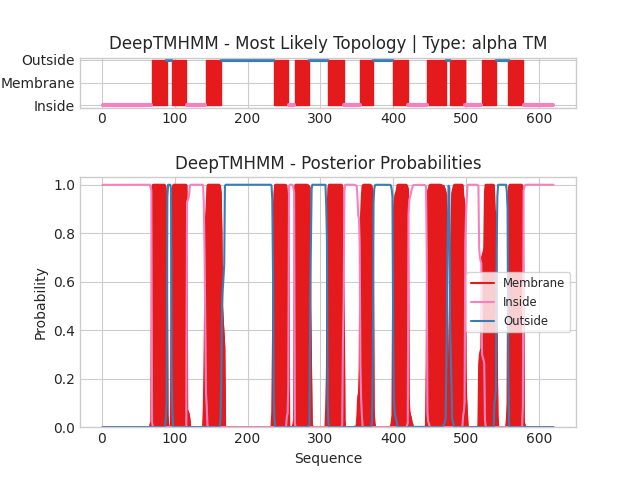 DeepTMHMM - Most Likely Topology | Type: alpha TM
Outside
Membrane
Inside
0 100 200 300 400 500 600
DeepTMHMM - Posterior Probabilities
1.0
0.8
0.6
0.4
0.2
0.0
Probability
Membrane
Inside
Outside
0 100 200 300 400 500 600
Sequence